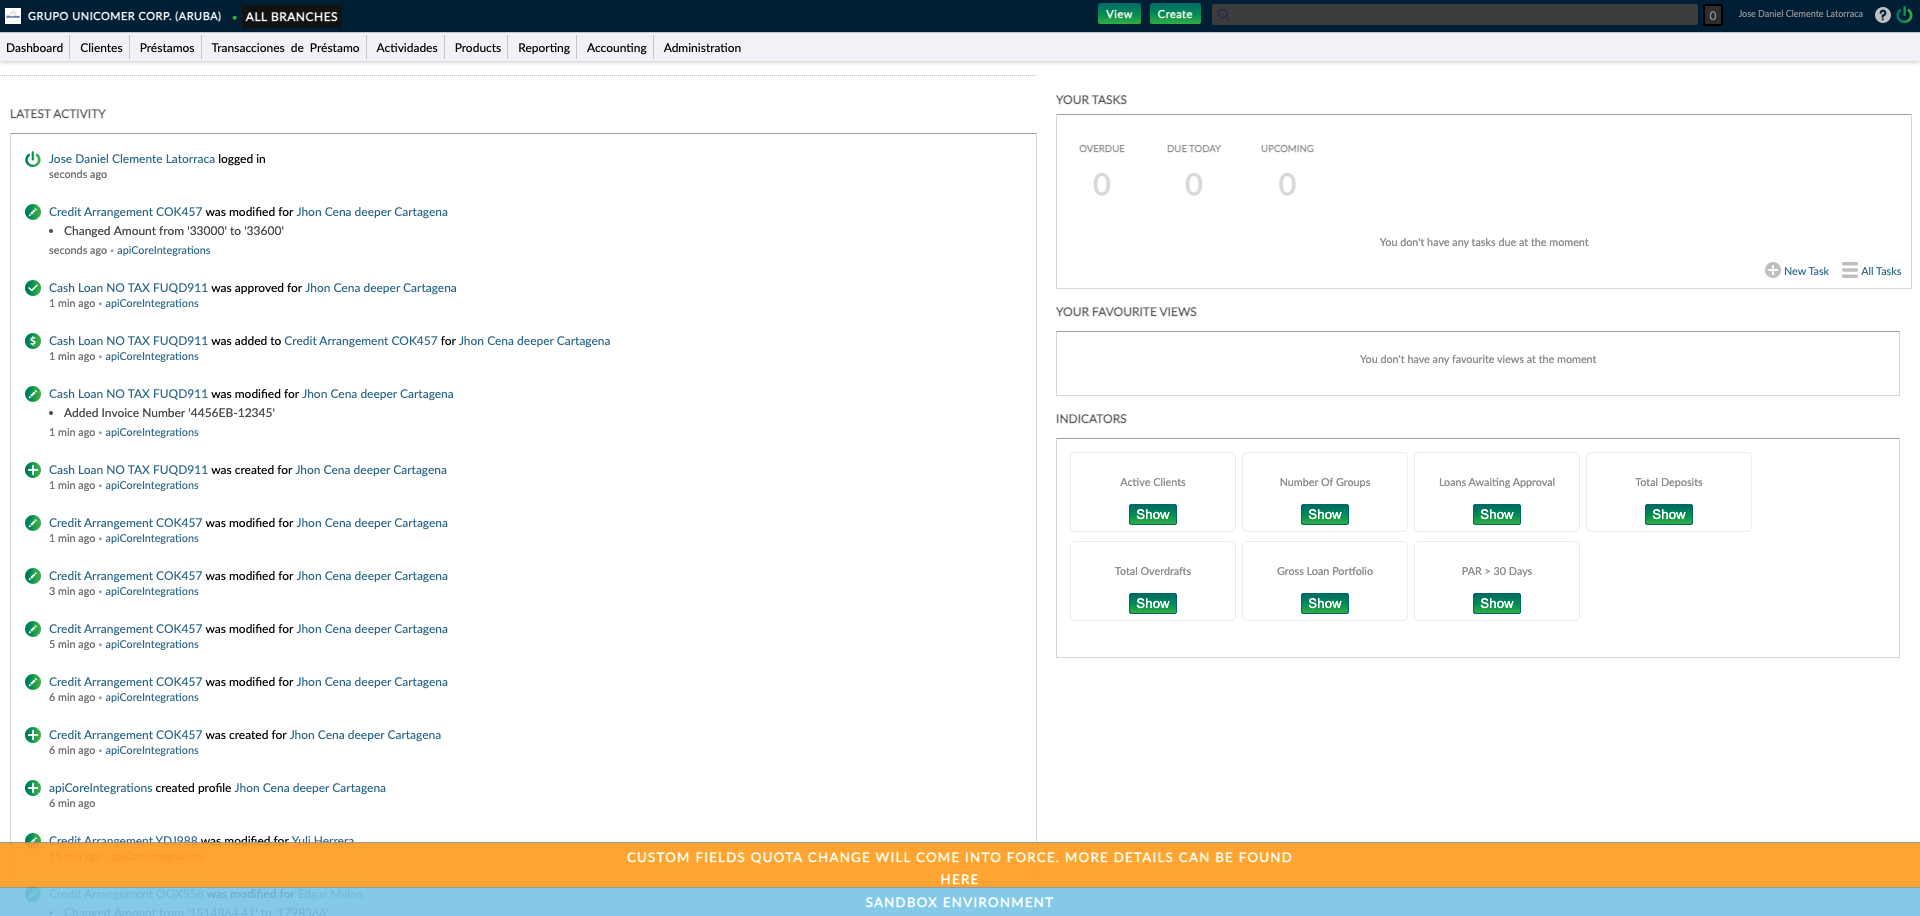 GRUPO UNICOMER CORP. (ARUBA) • ALL BRANCHES
View Create 0 Jose Daniel Clemente Latorraca ?
Dashboard Clientes Préstamos Transacciones de Préstamo Actividades Products Reporting Accounting Administration
LATEST ACTIVITY
Jose Daniel Clemente Latorraca logged in
seconds ago
Credit Arrangement COK457 was modified for Jhon Cena deeper Cartagena
• Changed Amount from '33000' to '33600'
seconds ago • apiCoreIntegrations
Cash Loan NO TAX FUQD911 was approved for Jhon Cena deeper Cartagena
1 min ago • apiCoreIntegrations
Cash Loan NO TAX FUQD911 was added to Credit Arrangement COK457 for Jhon Cena deeper Cartagena
1 min ago • apiCoreIntegrations
Cash Loan NO TAX FUQD911 was modified for Jhon Cena deeper Cartagena
• Added Invoice Number '4456EB-12345'
1 min ago • apiCoreIntegrations
Cash Loan NO TAX FUQD911 was created for Jhon Cena deeper Cartagena
1 min ago • apiCoreIntegrations
Credit Arrangement COK457 was modified for Jhon Cena deeper Cartagena
1 min ago • apiCoreIntegrations
Credit Arrangement COK457 was modified for Jhon Cena deeper Cartagena
3 min ago • apiCoreIntegrations
Credit Arrangement COK457 was modified for Jhon Cena deeper Cartagena
5 min ago • apiCoreIntegrations
Credit Arrangement COK457 was modified for Jhon Cena deeper Cartagena
6 min ago • apiCoreIntegrations
Credit Arrangement COK457 was created for Jhon Cena deeper Cartagena
6 min ago • apiCoreIntegrations
apiCoreIntegrations created profile Jhon Cena deeper Cartagena
6 min ago
Credit Arrangement YDJ988 was modified for Yuli Herrera
15 min ago • apiCoreIntegrations
Credit Arrangement OQX558 was modified for Edgar Milian
• Changed Amount from '1514864.41' to '1798366'
YOUR TASKS
OVERDUE DUE TODAY UPCOMING
0 0 0
You don't have any tasks due at the moment
New Task All Tasks
YOUR FAVOURITE VIEWS
You don't have any favourite views at the moment
INDICATORS
Active Clients Number Of Groups Loans Awaiting Approval Total Deposits
Show Show Show Show
Total Overdrafts Gross Loan Portfolio PAR > 30 Days
Show Show Show
CUSTOM FIELDS QUOTA CHANGE WILL COME INTO FORCE. MORE DETAILS CAN BE FOUND
HERE
SANDBOX ENVIRONMENT